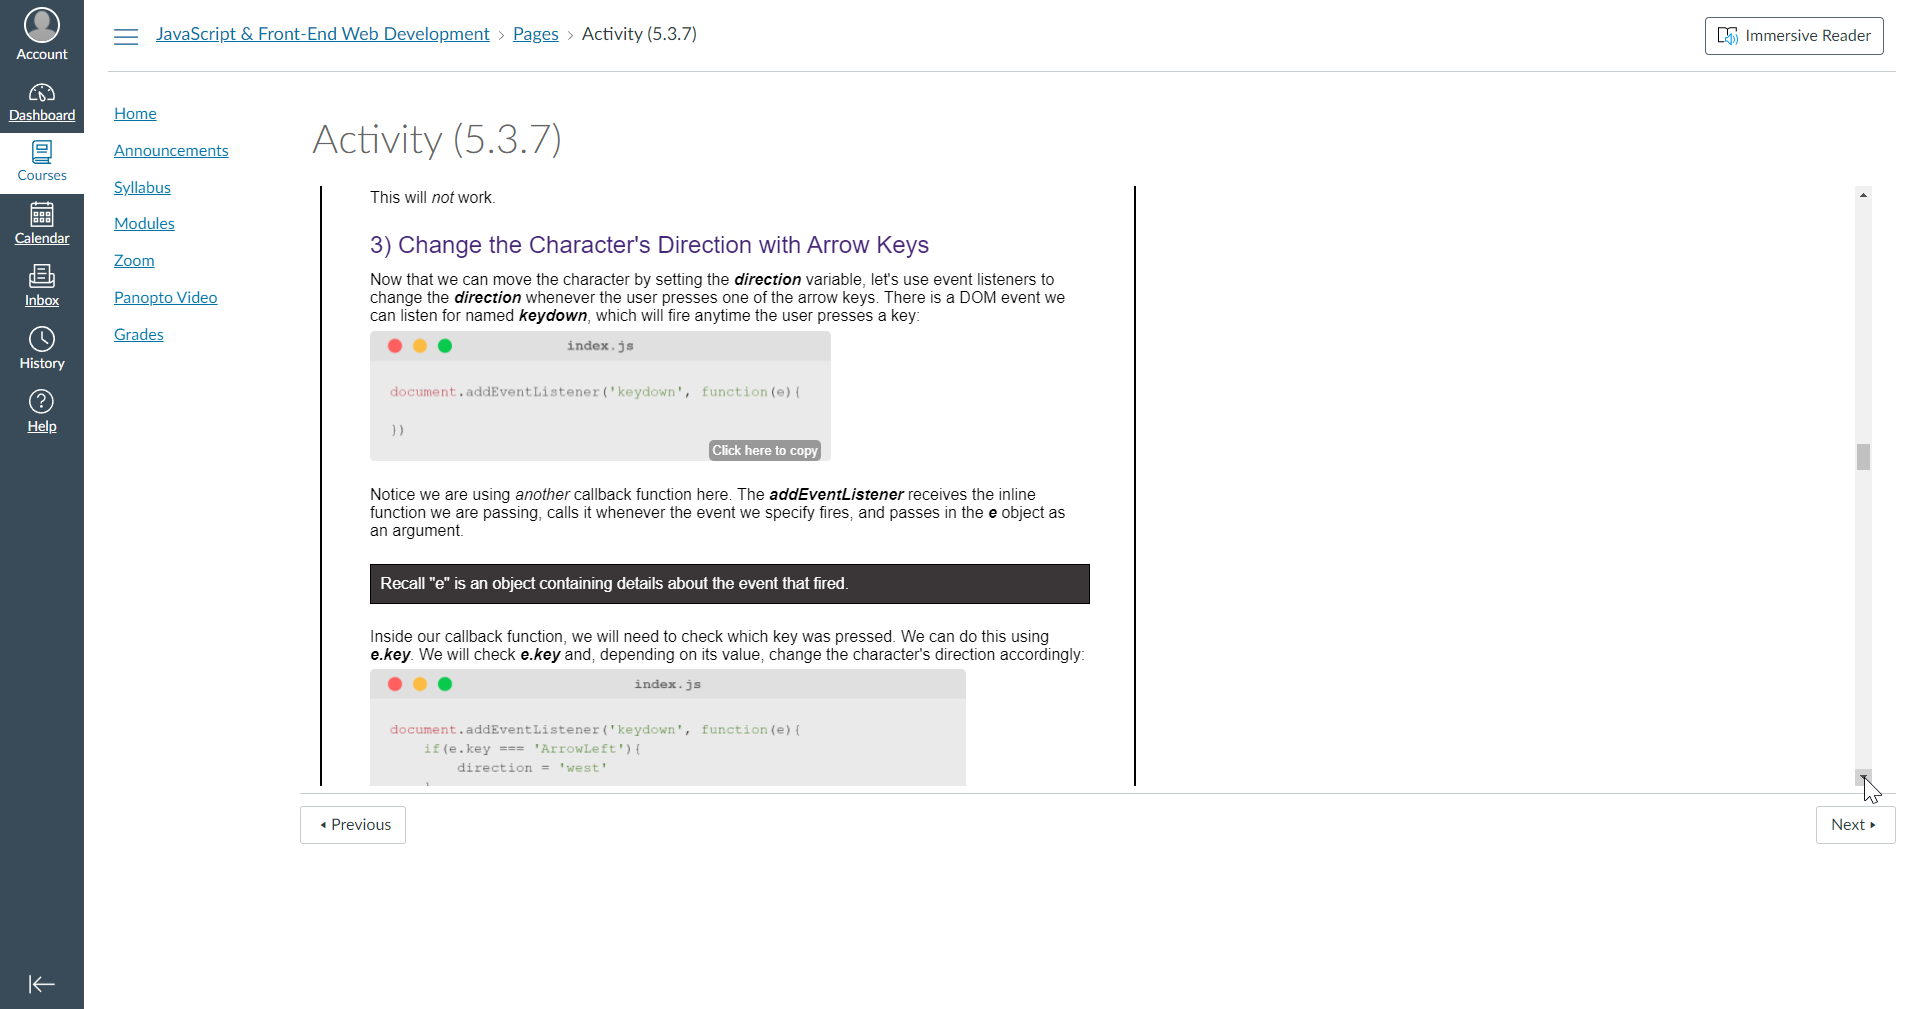 Account
Dashboard
Courses
Calendar
Inbox
History
Help
JavaScript & Front-End Web Development › Pages › Activity (5.3.7)
Immersive Reader
Home
Announcements
Syllabus
Modules
Zoom
Panopto Video
Grades
Activity (5.3.7)
This will not work.
3) Change the Character's Direction with Arrow Keys
Now that we can move the character by setting the direction variable, let's use event listeners to
change the direction whenever the user presses one of the arrow keys. There is a DOM event we
can listen for named keydown, which will fire anytime the user presses a key:
index.js
document.addEventListener('keydown', function(e){
})
Click here to copy
Notice we are using another callback function here. The addEventListener receives the inline
function we are passing, calls it whenever the event we specify fires, and passes in the e object as
an argument.
Recall "e" is an object containing details about the event that fired.
Inside our callback function, we will need to check which key was pressed. We can do this using
e.key. We will check e.key and, depending on its value, change the character's direction accordingly:
index.js
document.addEventListener('keydown', function(e){
if(e.key === 'ArrowLeft'){
direction = 'west'
Previous
Next